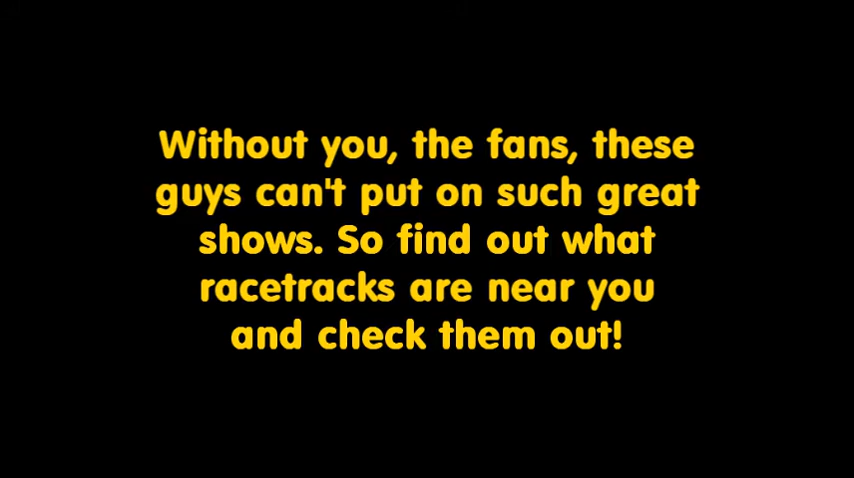 Without you, the fans, these
guys can't put on such great
shows. So find out what
racetracks are near you
and check them out!